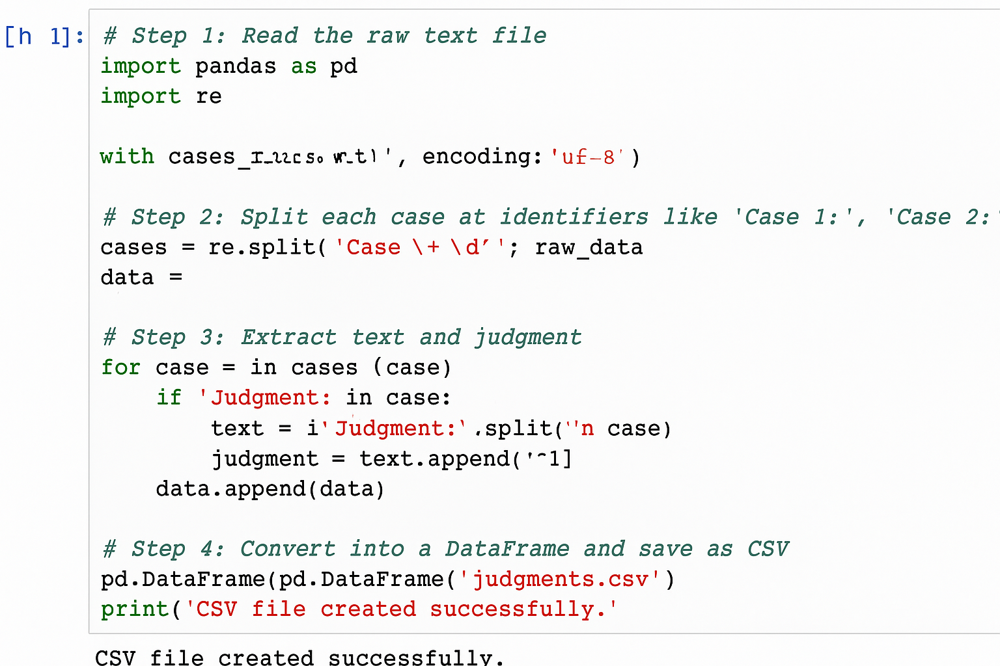 [h 1]:
# Step 1: Read the raw text file
import pandas as pd
import re
with cases_ ', encoding:'uf-8')
# Step 2: Split each case at identifiers like 'Case 1:', 'Case 2:'
cases = re.split('Case \+ \d’'; raw_data
data =
# Step 3: Extract text and judgment
for case = in cases (case)
if 'Judgment: in case:
text = i'Judgment:‵.split(''n case)
judgment = text.append('⁓1]
data.append(data)
# Step 4: Convert into a DataFrame and save as CSV
pd.DataFrame(pd.DataFrame('judgments.csv')
print('CSV file created successfully.'
CSV file created successfully.